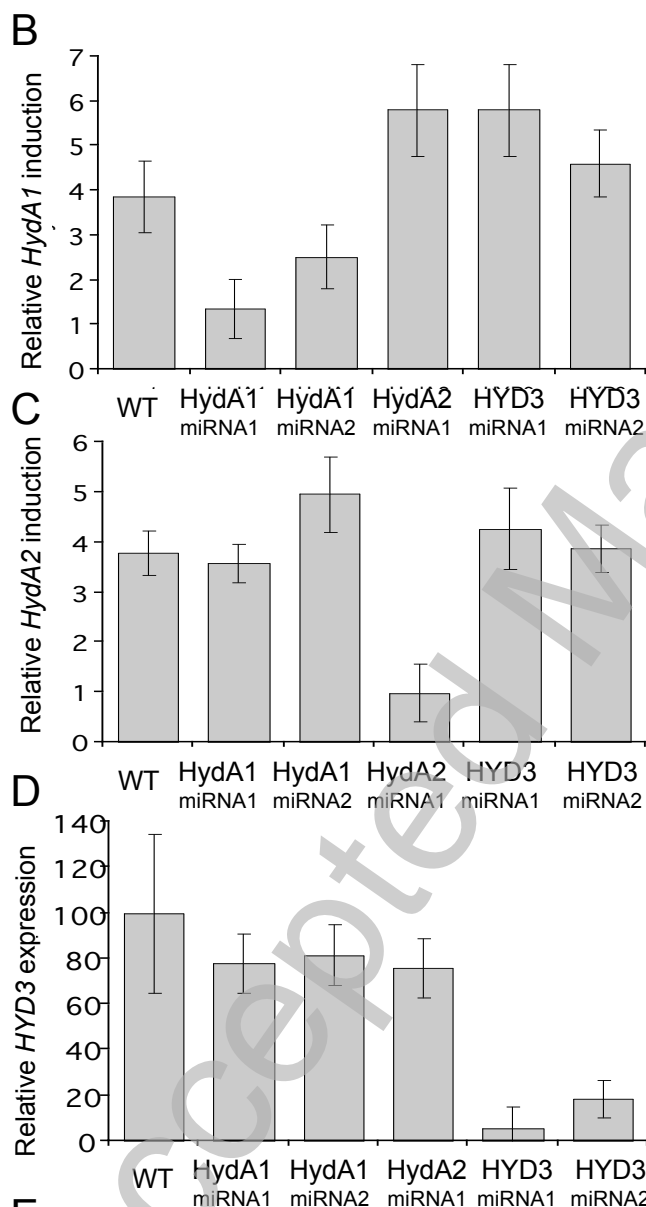 B
Relative HydA1 induction
7
6
5
4
3
2
1
0
WT HydA1 HydA1 HydA2 HYD3 HYD3
miRNA1 miRNA2 miRNA1 miRNA1 miRNA2
C
Relative HydA2 induction
6
5
4
3
2
1
0
WT HydA1 HydA1 HydA2 HYD3 HYD3
miRNA1 miRNA2 miRNA1 miRNA1 miRNA2
D
Relative HYD3 expression
140
120
100
80
60
40
20
0
WT HydA1 HydA1 HydA2 HYD3 HYD3
miRNA1 miRNA2 miRNA1 miRNA1 miRNA2
ccepted Ma